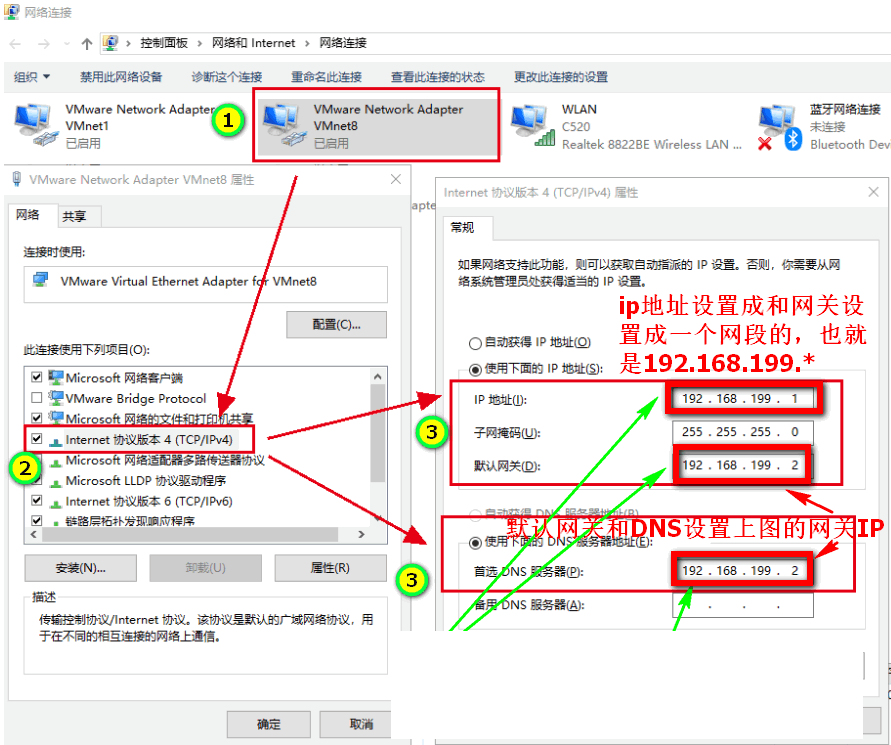 网络连接
控制面板 › 网络和 Internet › 网络连接
组织 禁用此网络设备 诊断这个连接 重命名此连接 查看此连接的状态 更改此连接的设置
VMware Network Adapter
VMnet1
已启用
1
VMware Network Adapter
VMnet8
已启用
WLAN
C520
Realtek 8822BE Wireless LAN ...
蓝牙网络连接
未连接
Bluetooth Dev
VMware Network Adapter VMnet8 属性
网络 共享
连接时使用:
VMware Virtual Ethernet Adapter for VMnet8
配置(C)...
此连接使用下列项目(O):
Microsoft 网络客户端
VMware Bridge Protocol
Microsoft 网络的文件和打印机共享
Internet 协议版本 4 (TCP/IPv4)
2
Microsoft 网络适配器多路传送器协议
Microsoft LLDP 协议驱动程序
Internet 协议版本 6 (TCP/IPv6)
链路层拓扑发现响应程序
安装(N)... 卸载(U) 属性(R)
描述
传输控制协议/Internet 协议。该协议是默认的广域网络协议，用
于在不同的相互连接的网络上通信。
确定 取消
apte
Internet 协议版本 4 (TCP/IPv4) 属性
常规
如果网络支持此功能，则可以获取自动指派的 IP 设置。否则，你需要从网
络系统管理员处获得适当的 IP 设置。
ip地址设置成和网关设
置成一个网段的，也就
是192.168.199.*
自动获得 IP 地址(O)
使用下面的 IP 地址(S):
3
IP 地址(I): 192 . 168 . 199 . 1
子网掩码(U): 255 . 255 . 255 . 0
默认网关(D): 192 . 168 . 199 . 2
自动获得 DNS 服务器地址(B)
默认网关和DNS设置上图的网关IP
使用下面的 DNS 服务器地址(E):
3
首选 DNS 服务器(P): 192 . 168 . 199 . 2
备用 DNS 服务器(A): . . .